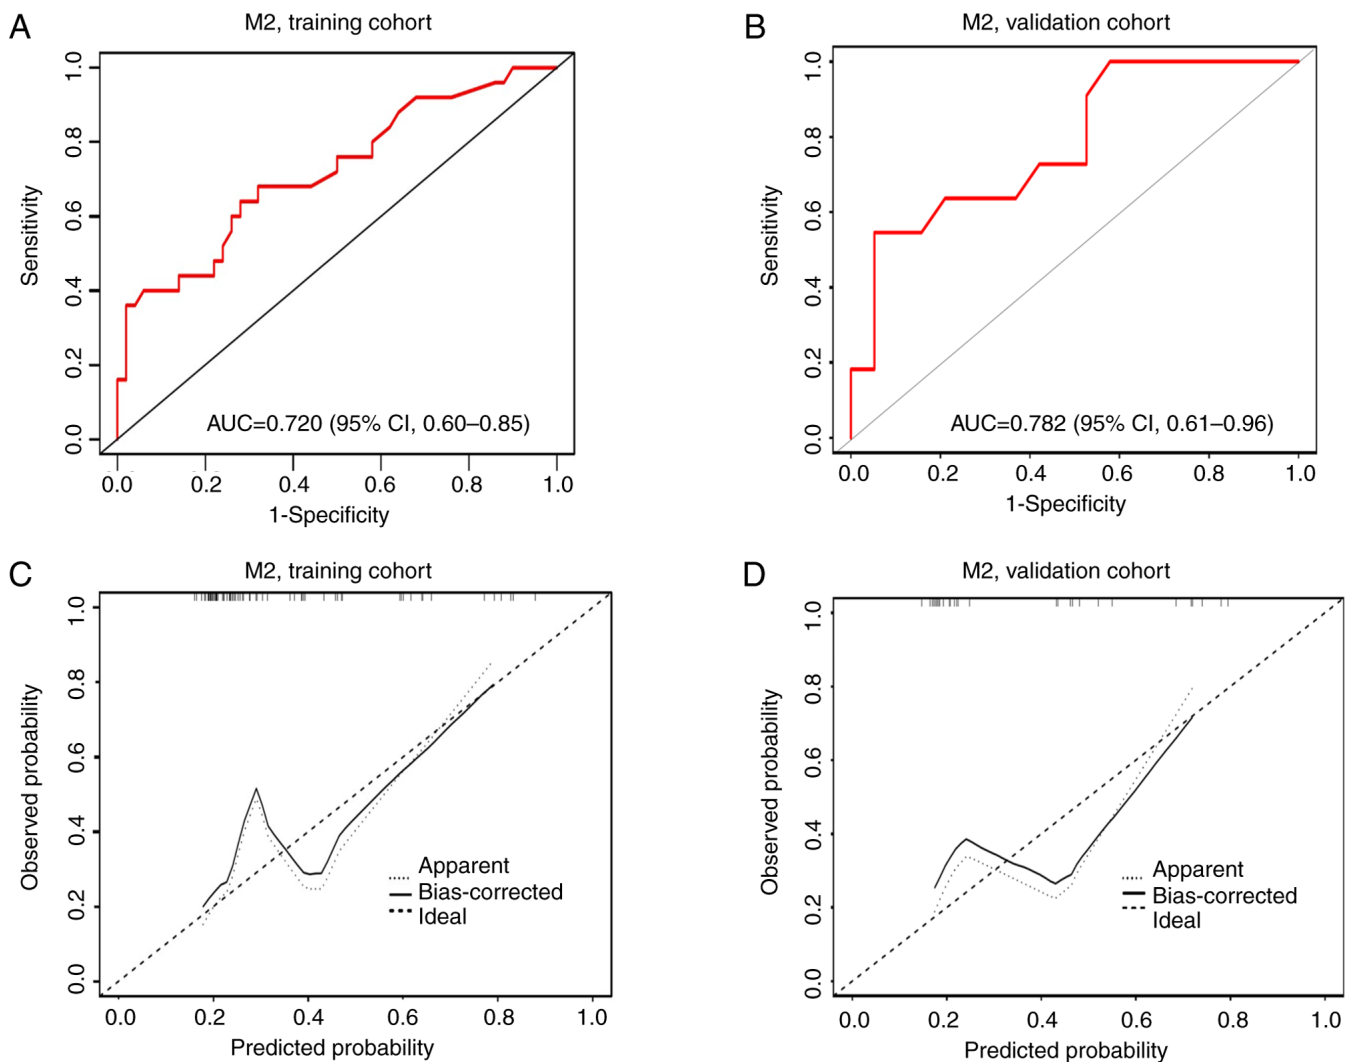 A
M2, training cohort
Sensitivity
1.0
0.8
0.6
0.4
0.2
0.0
AUC=0.720 (95% CI, 0.60–0.85)
0.0 0.2 0.4 0.6 0.8 1.0
1-Specificity
B
M2, validation cohort
Sensitivity
1.0
0.8
0.6
0.4
0.2
0.0
AUC=0.782 (95% CI, 0.61–0.96)
0.0 0.2 0.4 0.6 0.8 1.0
1-Specificity
C
M2, training cohort
Observed probability
1.0
0.8
0.6
0.4
0.2
0.0
Apparent
Bias-corrected
Ideal
0.0 0.2 0.4 0.6 0.8 1.0
Predicted probability
D
M2, validation cohort
Observed probability
1.0
0.8
0.6
0.4
0.2
0.0
Apparent
Bias-corrected
Ideal
0.0 0.2 0.4 0.6 0.8 1.0
Predicted probability